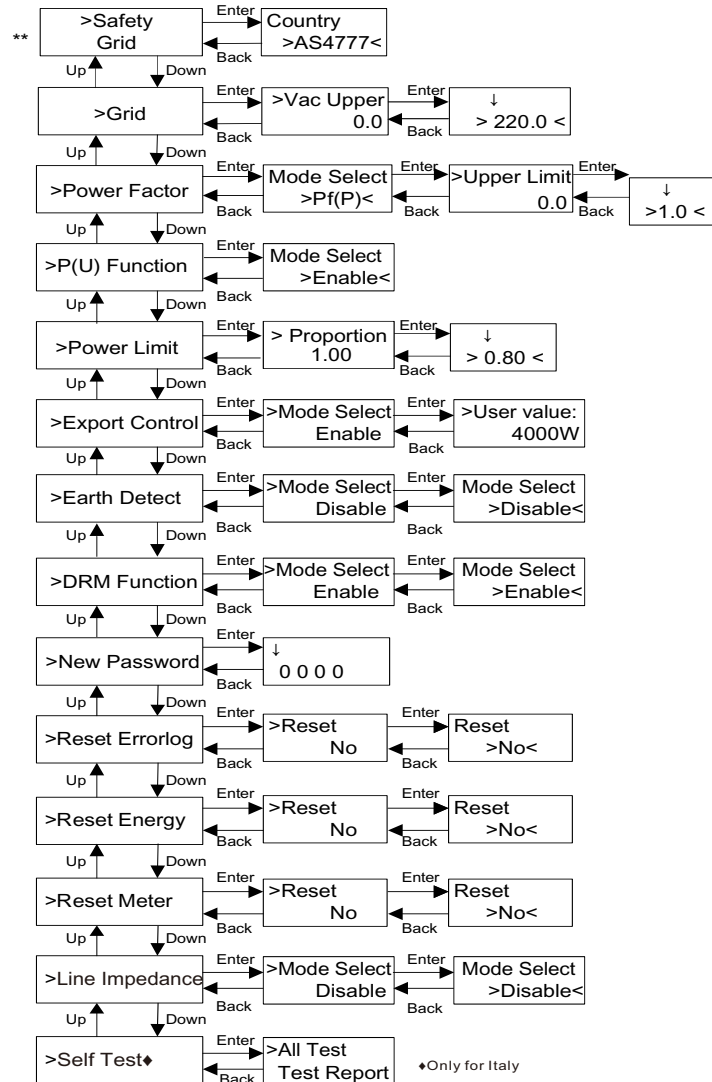 >Safety
Grid
Enter
Back
Country
>AS4777<
**
Up
Down
>Grid
Enter
Back
>Vac Upper
0.0
Enter
Back
↓
> 220.0 <
Up
Down
>Power Factor
Enter
Back
Mode Select
>Pf(P)<
Enter
Back
>Upper Limit
0.0
Enter
Back
↓
>1.0 <
Up
Down
>P(U) Function
Enter
Back
Mode Select
>Enable<
Up
Down
>Power Limit
Enter
Back
> Proportion
1.00
Enter
Back
↓
> 0.80 <
Up
Down
>Export Control
Enter
Back
>Mode Select
Enable
Enter
Back
>User value:
4000W
Up
Down
>Earth Detect
Enter
Back
>Mode Select
Disable
Enter
Back
Mode Select
>Disable<
Up
Down
>DRM Function
Enter
Back
>Mode Select
Enable
Enter
Back
Mode Select
>Enable<
Up
Down
>New Password
Enter
Back
↓
0 0 0 0
Up
Down
>Reset Errorlog
Enter
Back
>Reset
No
Enter
Back
Reset
>No<
Up
Down
>Reset Energy
Enter
Back
>Reset
No
Enter
Back
Reset
>No<
Up
Down
>Reset Meter
Enter
Back
>Reset
No
Enter
Back
Reset
>No<
Up
Down
>Line Impedance
Enter
Back
>Mode Select
Disable
Enter
Back
Mode Select
>Disable<
Up
Down
>Self Test♦
Enter
Back
>All Test
Test Report
♦Only for Italy